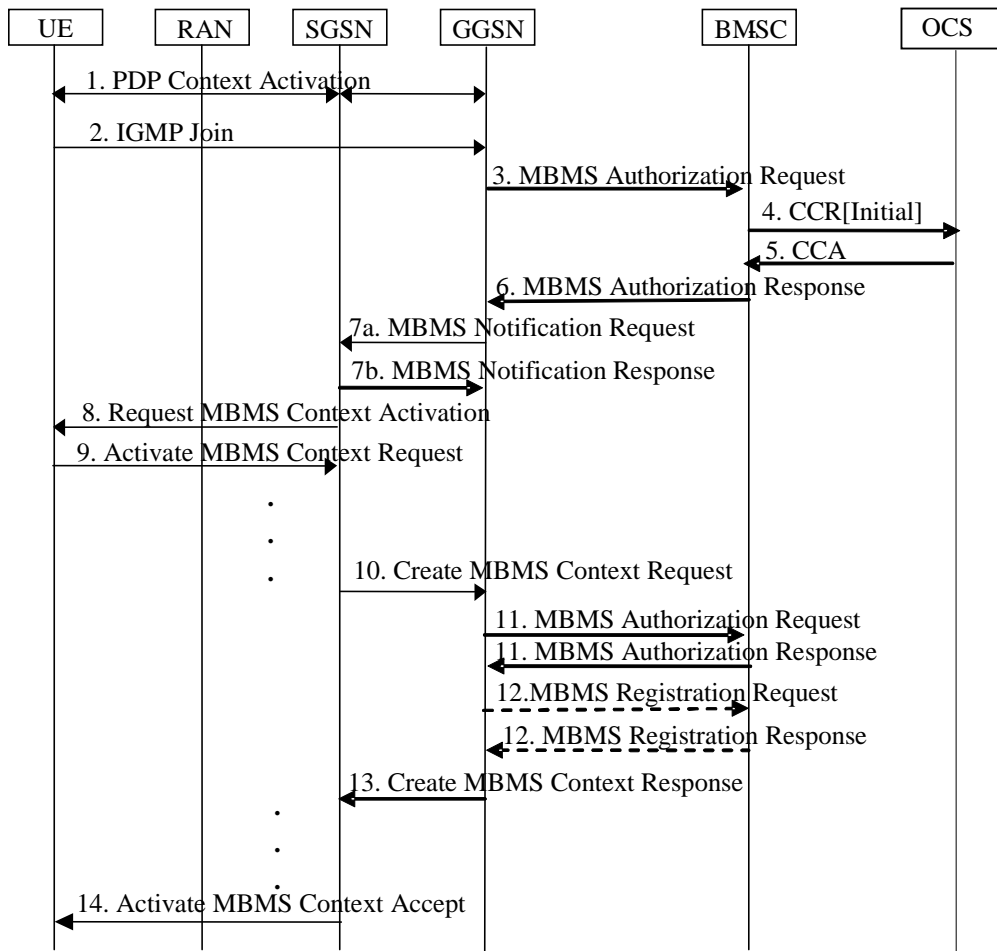 UE RAN SGSN GGSN BMSC OCS
1. PDP Context Activation
2. IGMP Join
3. MBMS Authorization Request
4. CCR[Initial]
5. CCA
6. MBMS Authorization Response
7a. MBMS Notification Request
7b. MBMS Notification Response
8. Request MBMS Context Activation
9. Activate MBMS Context Request
10. Create MBMS Context Request
11. MBMS Authorization Request
11. MBMS Authorization Response
12.MBMS Registration Request
12. MBMS Registration Response
13. Create MBMS Context Response
14. Activate MBMS Context Accept